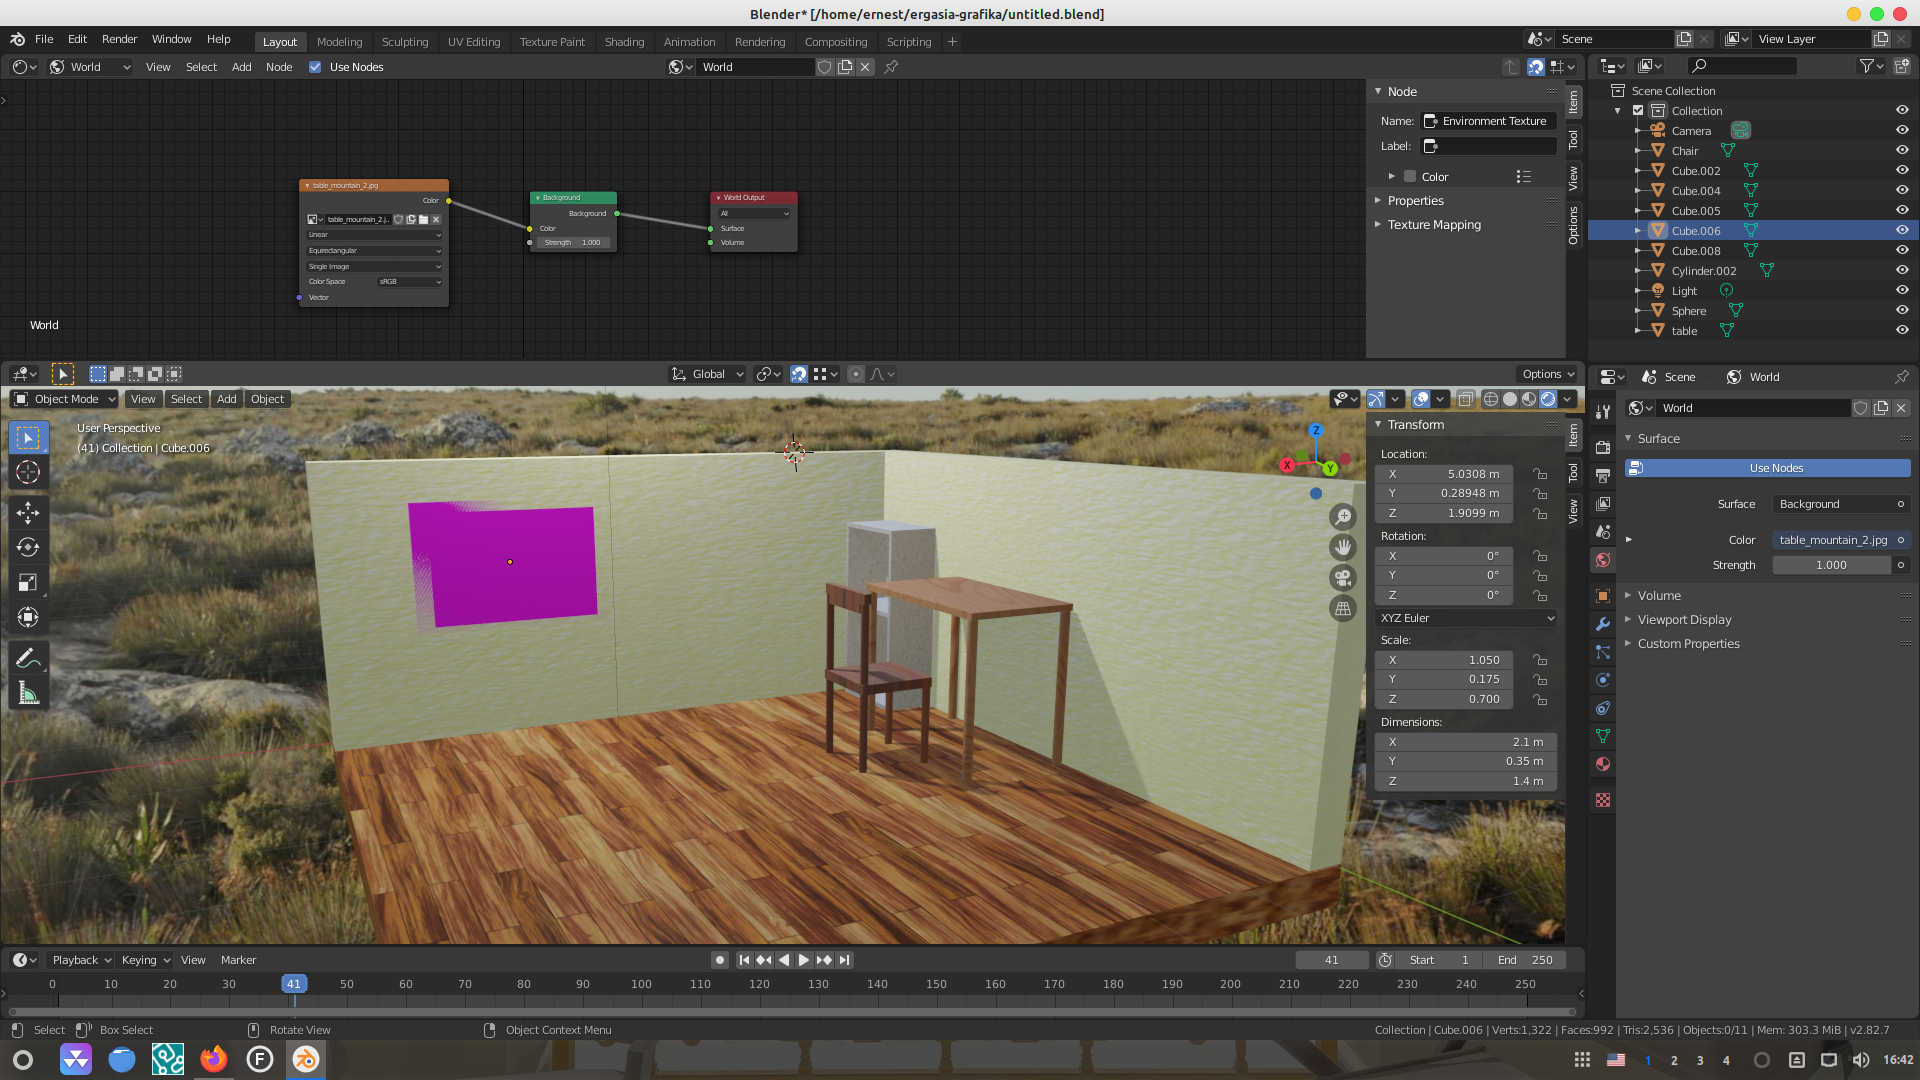 Blender* [/home/ernest/ergasia-grafika/untitled.blend]
File Edit Render Window Help Layout Modeling Sculpting UV Editing Texture Paint Shading Animation Rendering Compositing Scripting + Scene View Layer
World View Select Add Node Use Nodes World
Node
Name: Environment Texture
Label:
Color
Properties
Texture Mapping
Item
Tool
View
Options
table_mountain_2.jpg
Color
table_mountain_2.j..
Linear
Equirectangular
Single Image
Color Space sRGB
Vector
Background
Background
Color
Strength 1.000
World Output
All
Surface
Volume
World
Scene Collection
Collection
Camera
Chair
Cube.002
Cube.004
Cube.005
Cube.006
Cube.008
Cylinder.002
Light
Sphere
table
Global Options
Object Mode View Select Add Object
User Perspective
(41) Collection | Cube.006
Z
X
Y
Transform
Location:
X 5.0308 m
Y 0.28948 m
Z 1.9099 m
Rotation:
X 0°
Y 0°
Z 0°
XYZ Euler
Scale:
X 1.050
Y 0.175
Z 0.700
Dimensions:
X 2.1 m
Y 0.35 m
Z 1.4 m
Item
Tool
View
Scene World
World
Surface
Use Nodes
Surface Background
Color table_mountain_2.jpg
Strength 1.000
Volume
Viewport Display
Custom Properties
Playback Keying View Marker 41 Start 1 End 250
0 10 20 30 41 50 60 70 80 90 100 110 120 130 140 150 160 170 180 190 200 210 220 230 240 250
Select Box Select Rotate View Object Context Menu Collection | Cube.006 | Verts:1,322 | Faces:992 | Tris:2,536 | Objects:0/11 | Mem: 303.3 MiB | v2.82.7
F 1 2 3 4 16:42